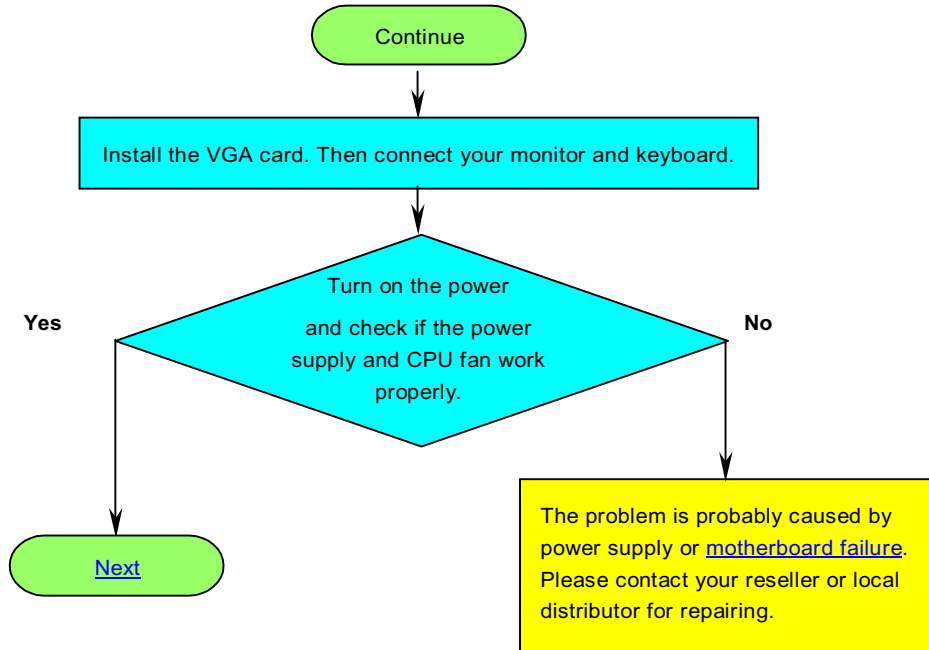 Continue
Install the VGA card. Then connect your monitor and keyboard.
Turn on the power
and check if the power
supply and CPU fan work
properly.
Yes
No
Next
The problem is probably caused by
power supply or motherboard failure.
Please contact your reseller or local
distributor for repairing.